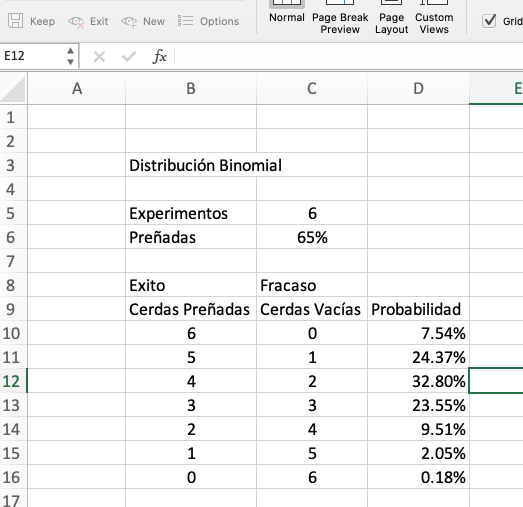 Keep Exit New Options Normal Page Break Preview Page Layout Custom Views Grid
E12 fx
A B C D E
1
2
3 Distribución Binomial
4
5 Experimentos 6
6 Preñadas 65%
7
8 Exito Fracaso
9 Cerdas Preñadas Cerdas Vacías Probabilidad
10 6 0 7.54%
11 5 1 24.37%
12 4 2 32.80%
13 3 3 23.55%
14 2 4 9.51%
15 1 5 2.05%
16 0 6 0.18%
17